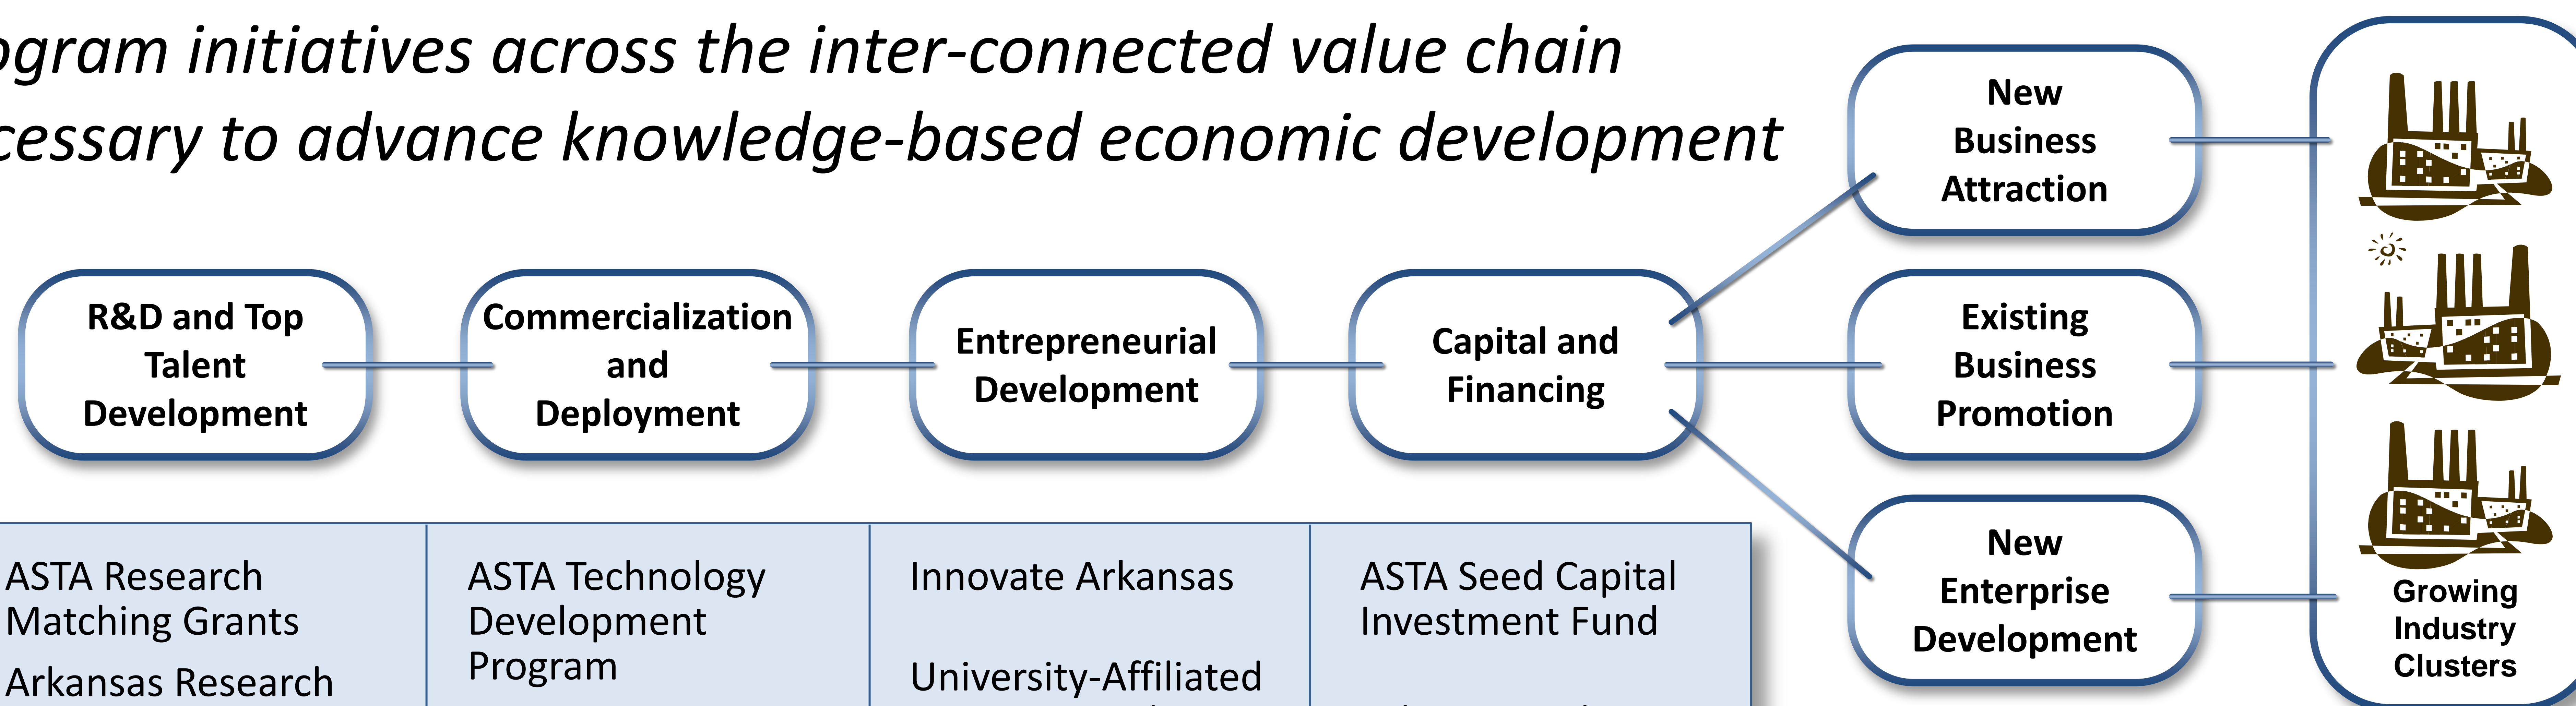 ogram initiatives across the inter-connected value chain
cessary to advance knowledge-based economic development
R&D and Top
Talent
Development
Commercialization
and
Deployment
Entrepreneurial
Development
Capital and
Financing
New
Business
Attraction
Existing
Business
Promotion
New
Enterprise
Development
Growing
Industry
Clusters
ASTA Research
Matching Grants
Arkansas Research
ASTA Technology
Development
Program
Innovate Arkansas
University-Affiliated
ASTA Seed Capital
Investment Fund